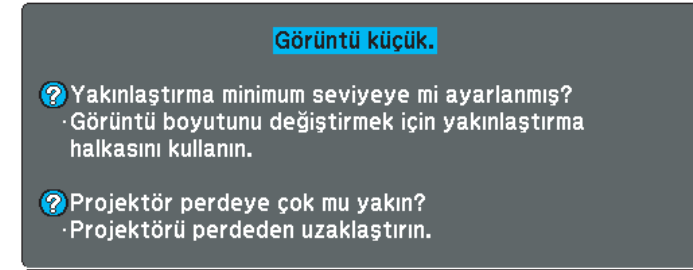 Görüntü küçük.
? Yakınlaştırma minimum seviyeye mi ayarlanmış?
·Görüntü boyutunu değiştirmek için yakınlaştırma
halkasını kullanın.
? Projektör perdeye çok mu yakın?
·Projektörü perdeden uzaklaştırın.